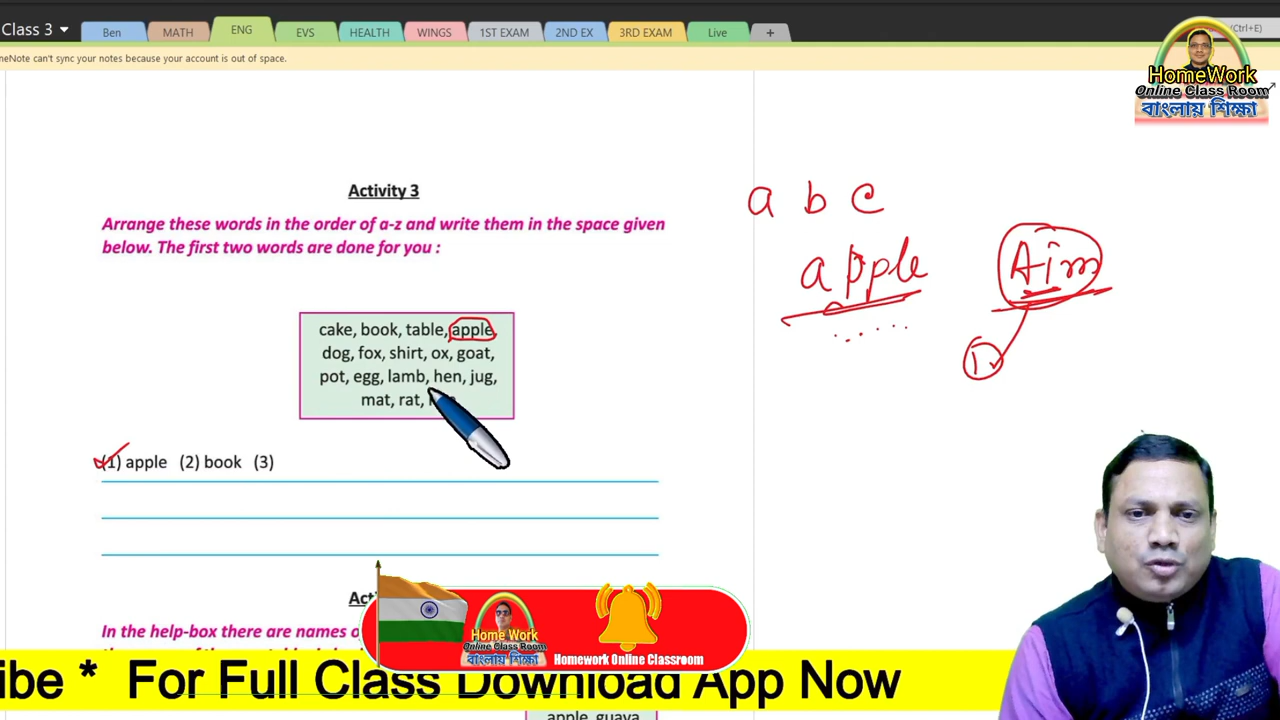 Class 3
Ben
MATH
ENG
EVS
HEALTH
WINGS
1ST EXAM
2ND EX
3RD EXAM
Live
+
(Ctrl+E)
neNote can't sync your notes because your account is out of space.
HomeWork
Online Class Room
বাংলায় শিক্ষা
Activity 3
Arrange these words in the order of a-z and write them in the space given
below. The first two words are done for you :
a b c
apple
Aim
1
cake, book, table, apple,
dog, fox, shirt, ox, goat,
pot, egg, lamb, hen, jug,
mat, rat,
(1) apple (2) book (3)
In the help-box there are names
Home Work
Online Class Room
বাংলায় শিক্ষা
Homework Online Classroom
ibe * For Full Class Download App Now
apple, guava